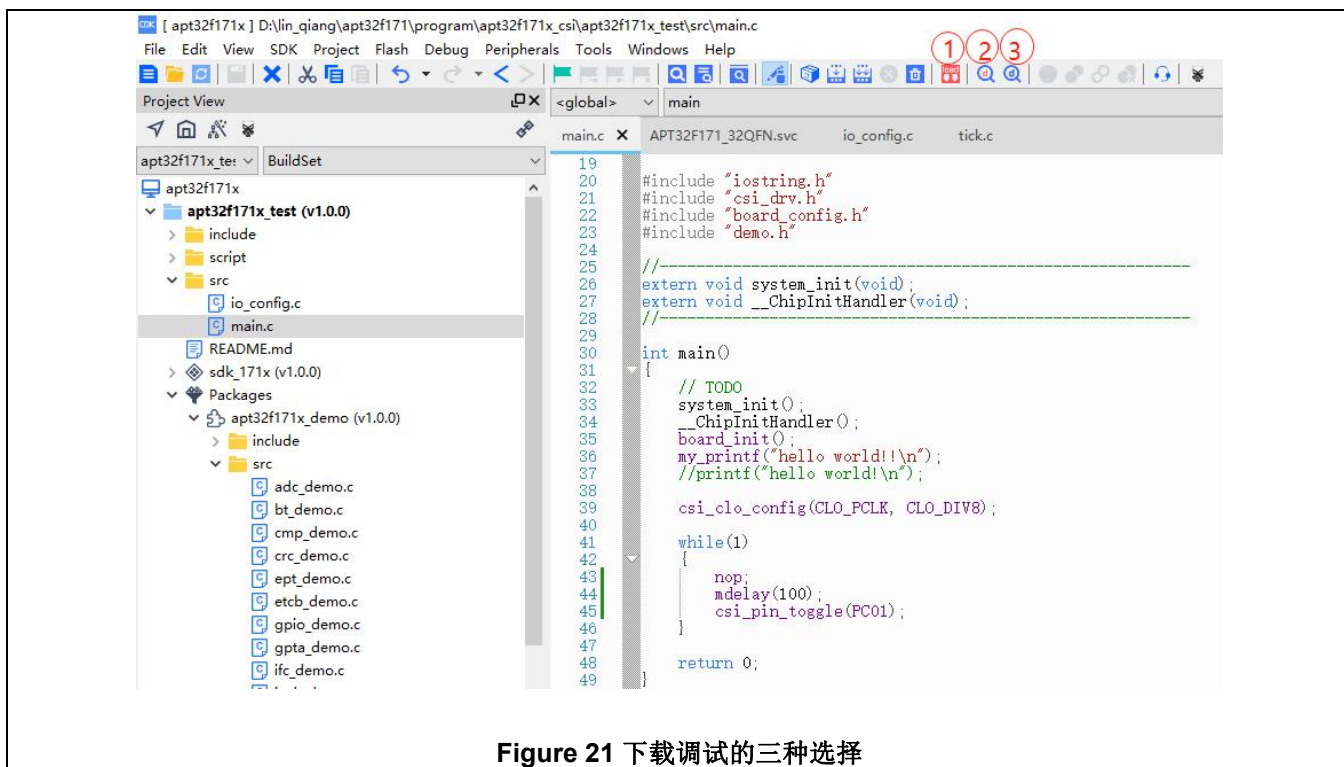 [ apt32f171x ] D:\lin_qiang\apt32f171\program\apt32f171x_csi\apt32f171x_test\src\main.c
File Edit View SDK Project Flash Debug Peripherals Tools Windows Help
1 2 3
Project View
<global> main
main.c APT32F171_32QFN.svc io_config.c tick.c
apt32f171x_te: BuildSet
apt32f171x
apt32f171x_test (v1.0.0)
include
script
src
io_config.c
main.c
README.md
sdk_171x (v1.0.0)
Packages
apt32f171x_demo (v1.0.0)
include
src
adc_demo.c
bt_demo.c
cmp_demo.c
crc_demo.c
ept_demo.c
etcb_demo.c
gpio_demo.c
gpta_demo.c
ifc_demo.c
19
20 #include "iostring.h"
21 #include "csi_drv.h"
22 #include "board_config.h"
23 #include "demo.h"
24
25 //----------------------------------------------------------
26 extern void system_init(void);
27 extern void __ChipInitHandler(void);
28 //----------------------------------------------------------
29
30 int main()
31 {
32 // TODO
33 system_init();
34 __ChipInitHandler();
35 board_init();
36 my_printf("hello world!!\n");
37 //printf("hello world!\n");
38
39 csi_clo_config(CLO_PCLK, CLO_DIV8);
40
41 while(1)
42 {
43 nop;
44 mdelay(100);
45 csi_pin_toggle(PC01);
46 }
47
48 return 0;
49 }
Figure 21 下载调试的三种选择